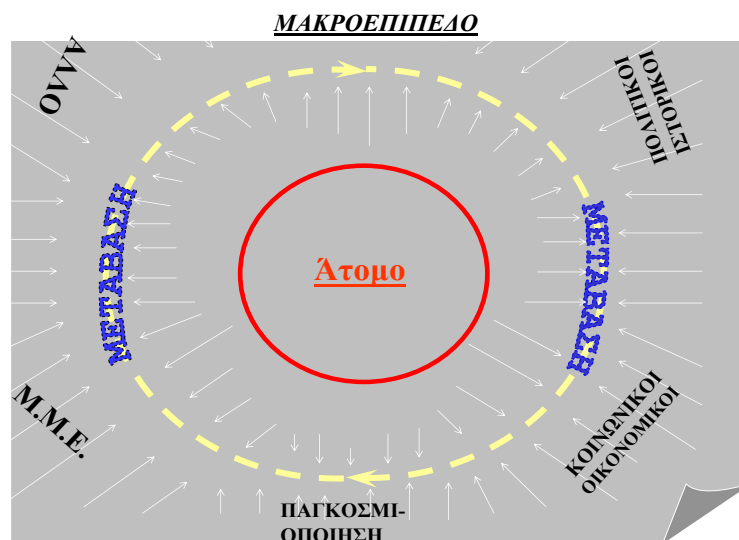 ΜΑΚΡΟΕΠΙΠΕΔΟ
ΑΛΛΟ
ΠΟΛΙΤΙΚΟΙ
ΙΣΤΟΡΙΚΟΙ
ΜΕΤΑΒΑΣΗ
Άτομο
ΜΕΤΑΒΑΣΗ
Μ.Μ.Ε.
ΚΟΙΝΩΝΙΚΟΙ
ΟΙΚΟΝΟΜΙΚΟΙ
ΠΑΓΚΟΣΜΙ-
ΟΠΟΙΗΣΗ